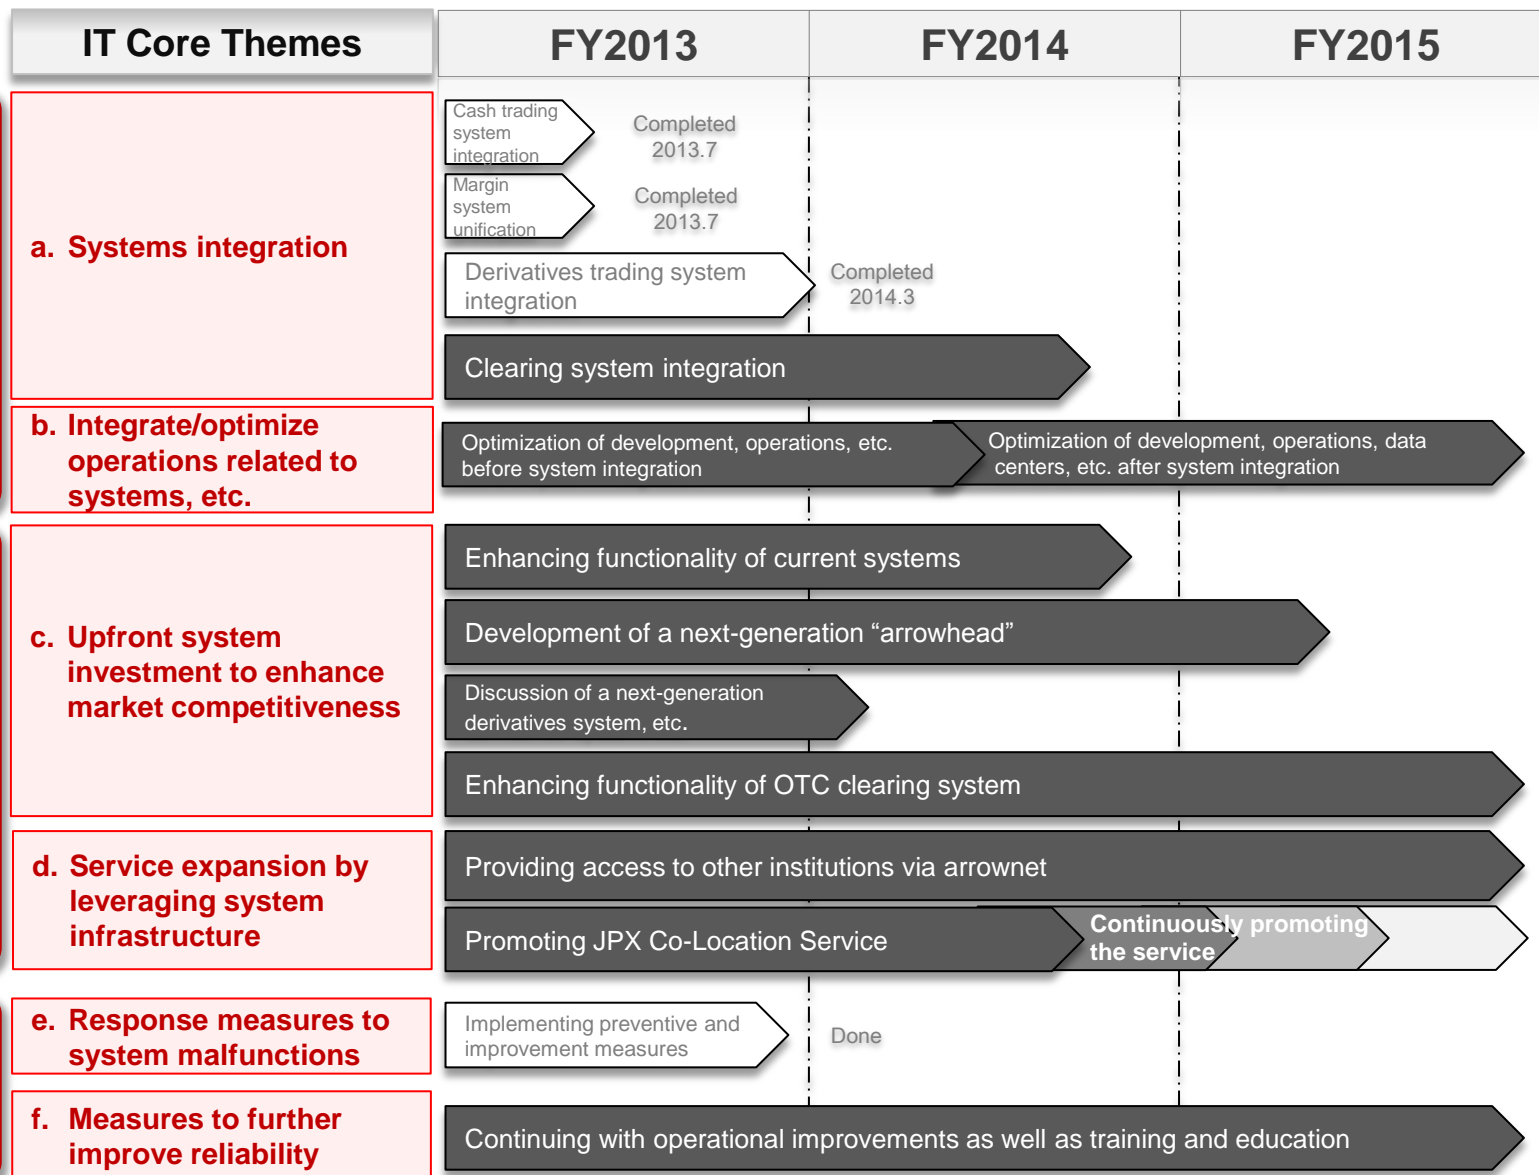 IT Core Themes
FY2013
FY2014
FY2015
a. Systems integration
Cash trading
system
integration
Completed
2013.7
Margin
system
unification
Completed
2013.7
Derivatives trading system
integration
Completed
2014.3
Clearing system integration
b. Integrate/optimize
operations related to
systems, etc.
Optimization of development, operations, etc.
before system integration
Optimization of development, operations, data
centers, etc. after system integration
c. Upfront system
investment to enhance
market competitiveness
Enhancing functionality of current systems
Development of a next-generation “arrowhead”
Discussion of a next-generation
derivatives system, etc.
Enhancing functionality of OTC clearing system
d. Service expansion by
leveraging system
infrastructure
Providing access to other institutions via arrownet
Promoting JPX Co-Location Service
Continuously promoting
the service
e. Response measures to
system malfunctions
Implementing preventive and
improvement measures
Done
f. Measures to further
improve reliability
Continuing with operational improvements as well as training and education